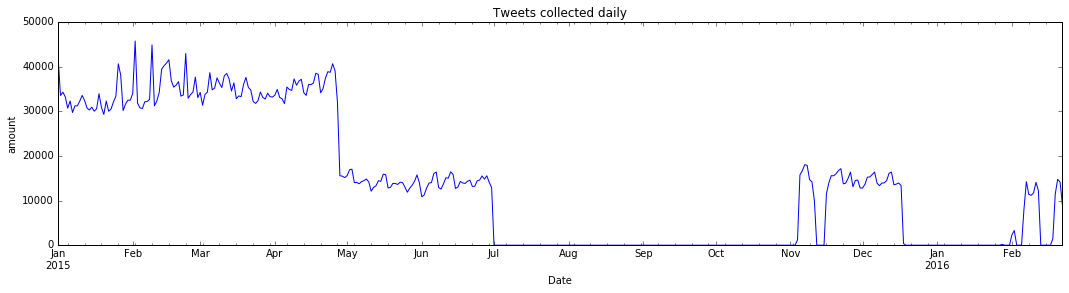 Tweets collected daily
50000
40000
30000
20000
10000
0
amount
Jan Feb Mar Apr May Jun Jul Aug Sep Oct Nov Dec Jan Feb
2015 2016
Date